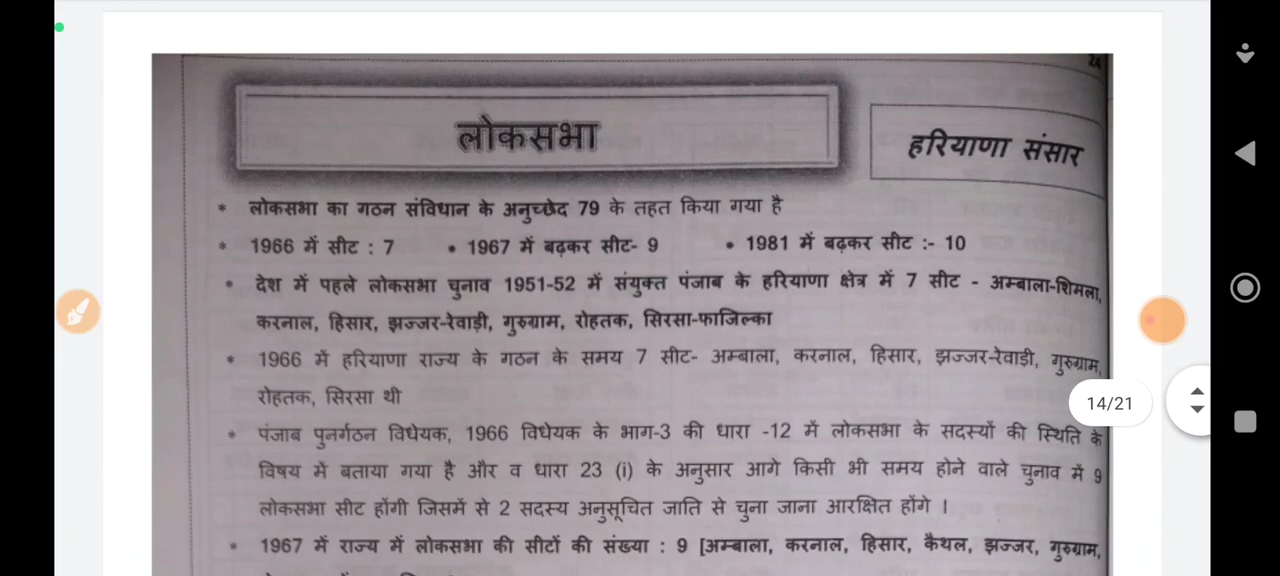 24
लोकसभा
हरियाणा संसार
* लोकसभा का गठन संविधान के अनुच्छेद 79 के तहत किया गया है
* 1966 में सीट : 7 • 1967 में बढ़कर सीट- 9 • 1981 में बढ़कर सीट :- 10
* देश में पहले लोकसभा चुनाव 1951-52 में संयुक्त पंजाब के हरियाणा क्षेत्र में 7 सीट - अम्बाला-शिमला,
करनाल, हिसार, झज्जर-रेवाड़ी, गुरुग्राम, रोहतक, सिरसा-फाजिल्का
* 1966 में हरियाणा राज्य के गठन के समय 7 सीट- अम्बाला, करनाल, हिसार, झज्जर-रेवाड़ी, गुरुग्राम,
रोहतक, सिरसा थी
14/21
* पंजाब पुनर्गठन विधेयक, 1966 विधेयक के भाग-3 की धारा -12 में लोकसभा के सदस्यों की स्थिति के
विषय में बताया गया है और व धारा 23 (i) के अनुसार आगे किसी भी समय होने वाले चुनाव में 9
लोकसभा सीट होंगी जिसमें से 2 सदस्य अनुसूचित जाति से चुना जाना आरक्षित होंगे ।
* 1967 में राज्य में लोकसभा की सीटों की संख्या : 9 [अम्बाला, करनाल, हिसार, कैथल, झज्जर, गुरुग्राम,